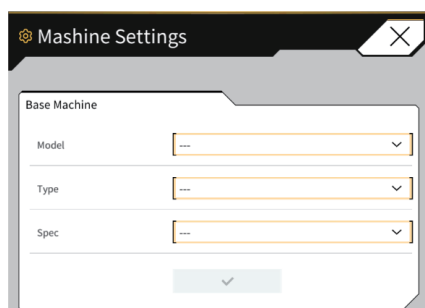 Mashine Settings
Base Machine
Model
---
Type
---
Spec
---